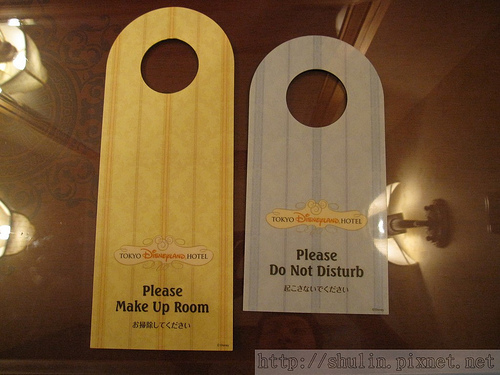 TOKYO Disneyland HOTEL
Please
Make Up Room
お掃除してください
TOKYO Disneyland HOTEL
Please
Do Not Disturb
起こさないでください
http://shulin.pixnet.net